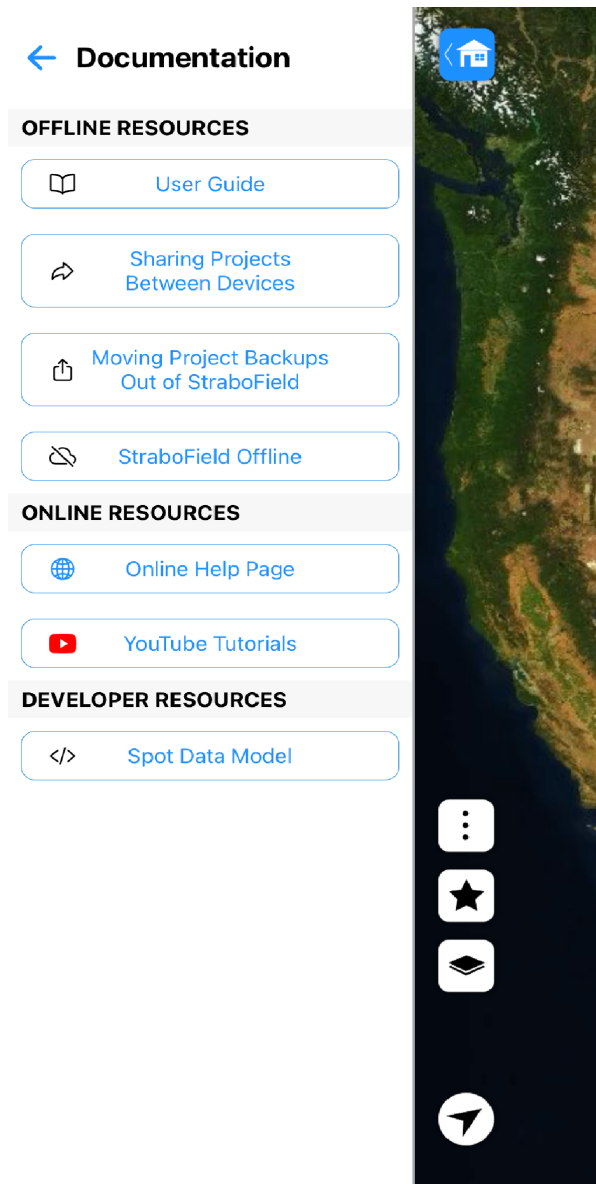 Documentation
OFFLINE RESOURCES
User Guide
Sharing Projects
Between Devices
Moving Project Backups
Out of StraboField
StraboField Offline
ONLINE RESOURCES
Online Help Page
YouTube Tutorials
DEVELOPER RESOURCES
Spot Data Model